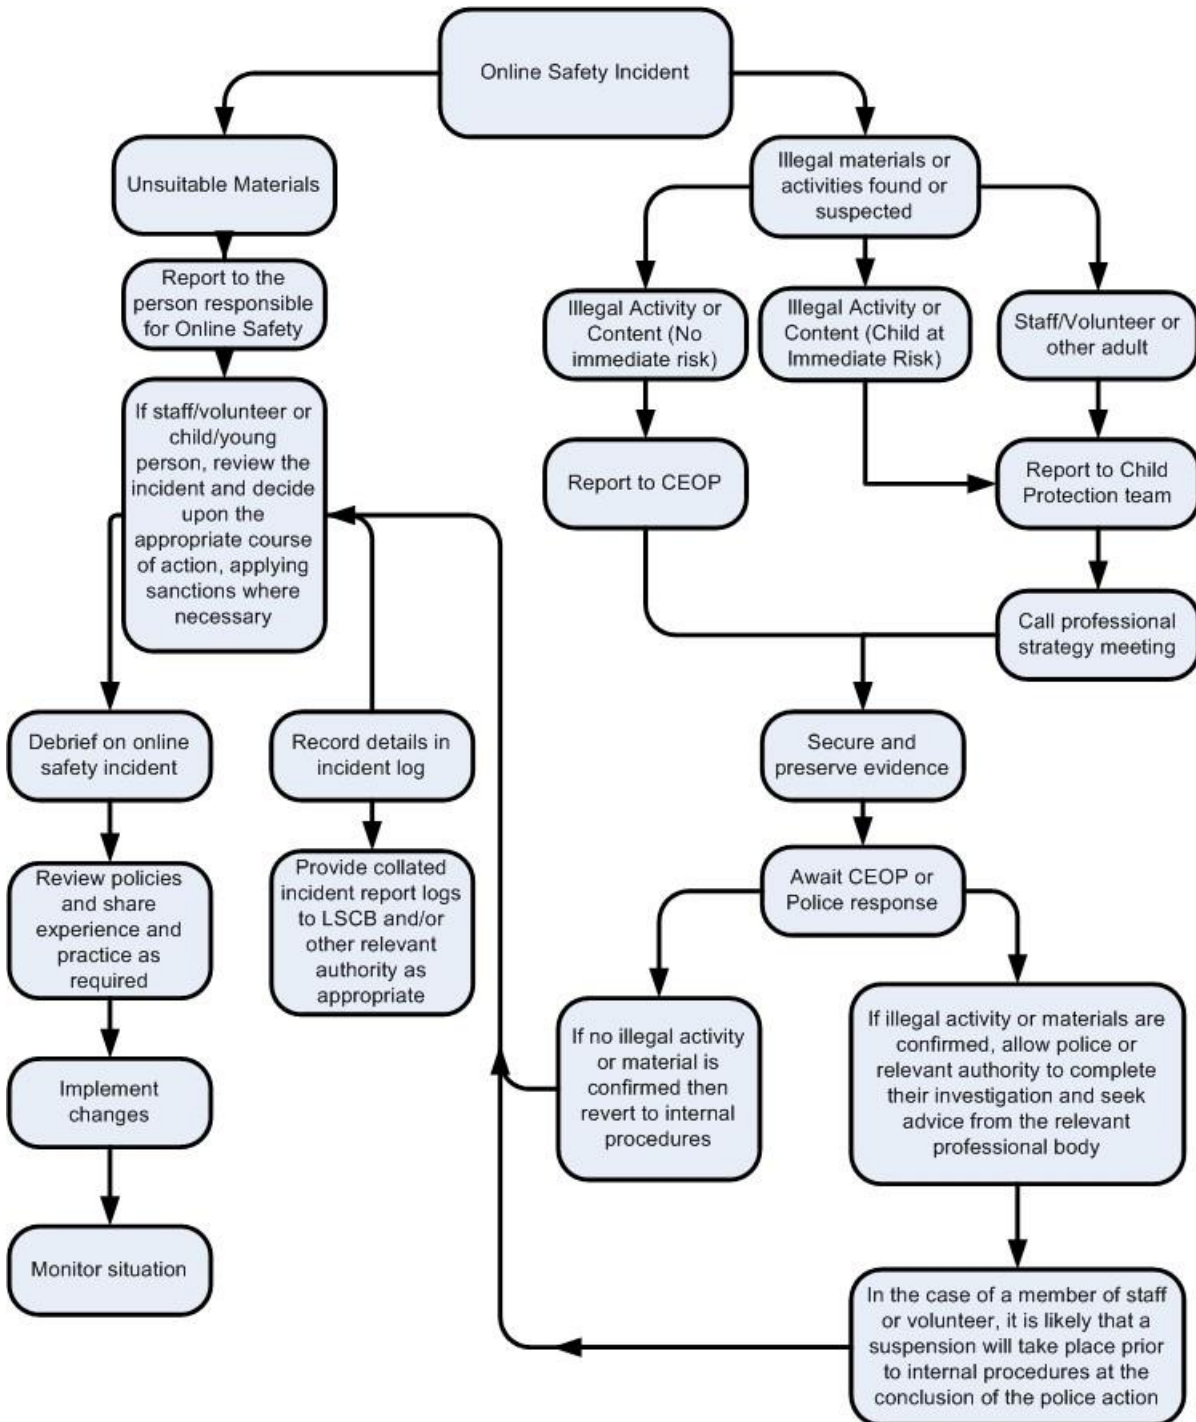 Online Safety Incident
Unsuitable Materials
Report to the
person responsible
for Online Safety
If staff/volunteer or
child/young
person, review the
incident and decide
upon the
appropriate course
of action, applying
sanctions where
necessary
Debrief on online
safety incident
Review policies
and share
experience and
practice as
required
Implement
changes
Monitor situation
Record details in
incident log
Provide collated
incident report logs
to LSCB and/or
other relevant
authority as
appropriate
Illegal materials or
activities found or
suspected
Illegal Activity or
Content (No
immediate risk)
Illegal Activity or
Content (Child at
Immediate Risk)
Staff/Volunteer or
other adult
Report to CEOP
Report to Child
Protection team
Call professional
strategy meeting
Secure and
preserve evidence
Await CEOP or
Police response
If no illegal activity
or material is
confirmed then
revert to internal
procedures
If illegal activity or materials are
confirmed, allow police or
relevant authority to complete
their investigation and seek
advice from the relevant
professional body
In the case of a member of staff
or volunteer, it is likely that a
suspension will take place prior
to internal procedures at the
conclusion of the police action